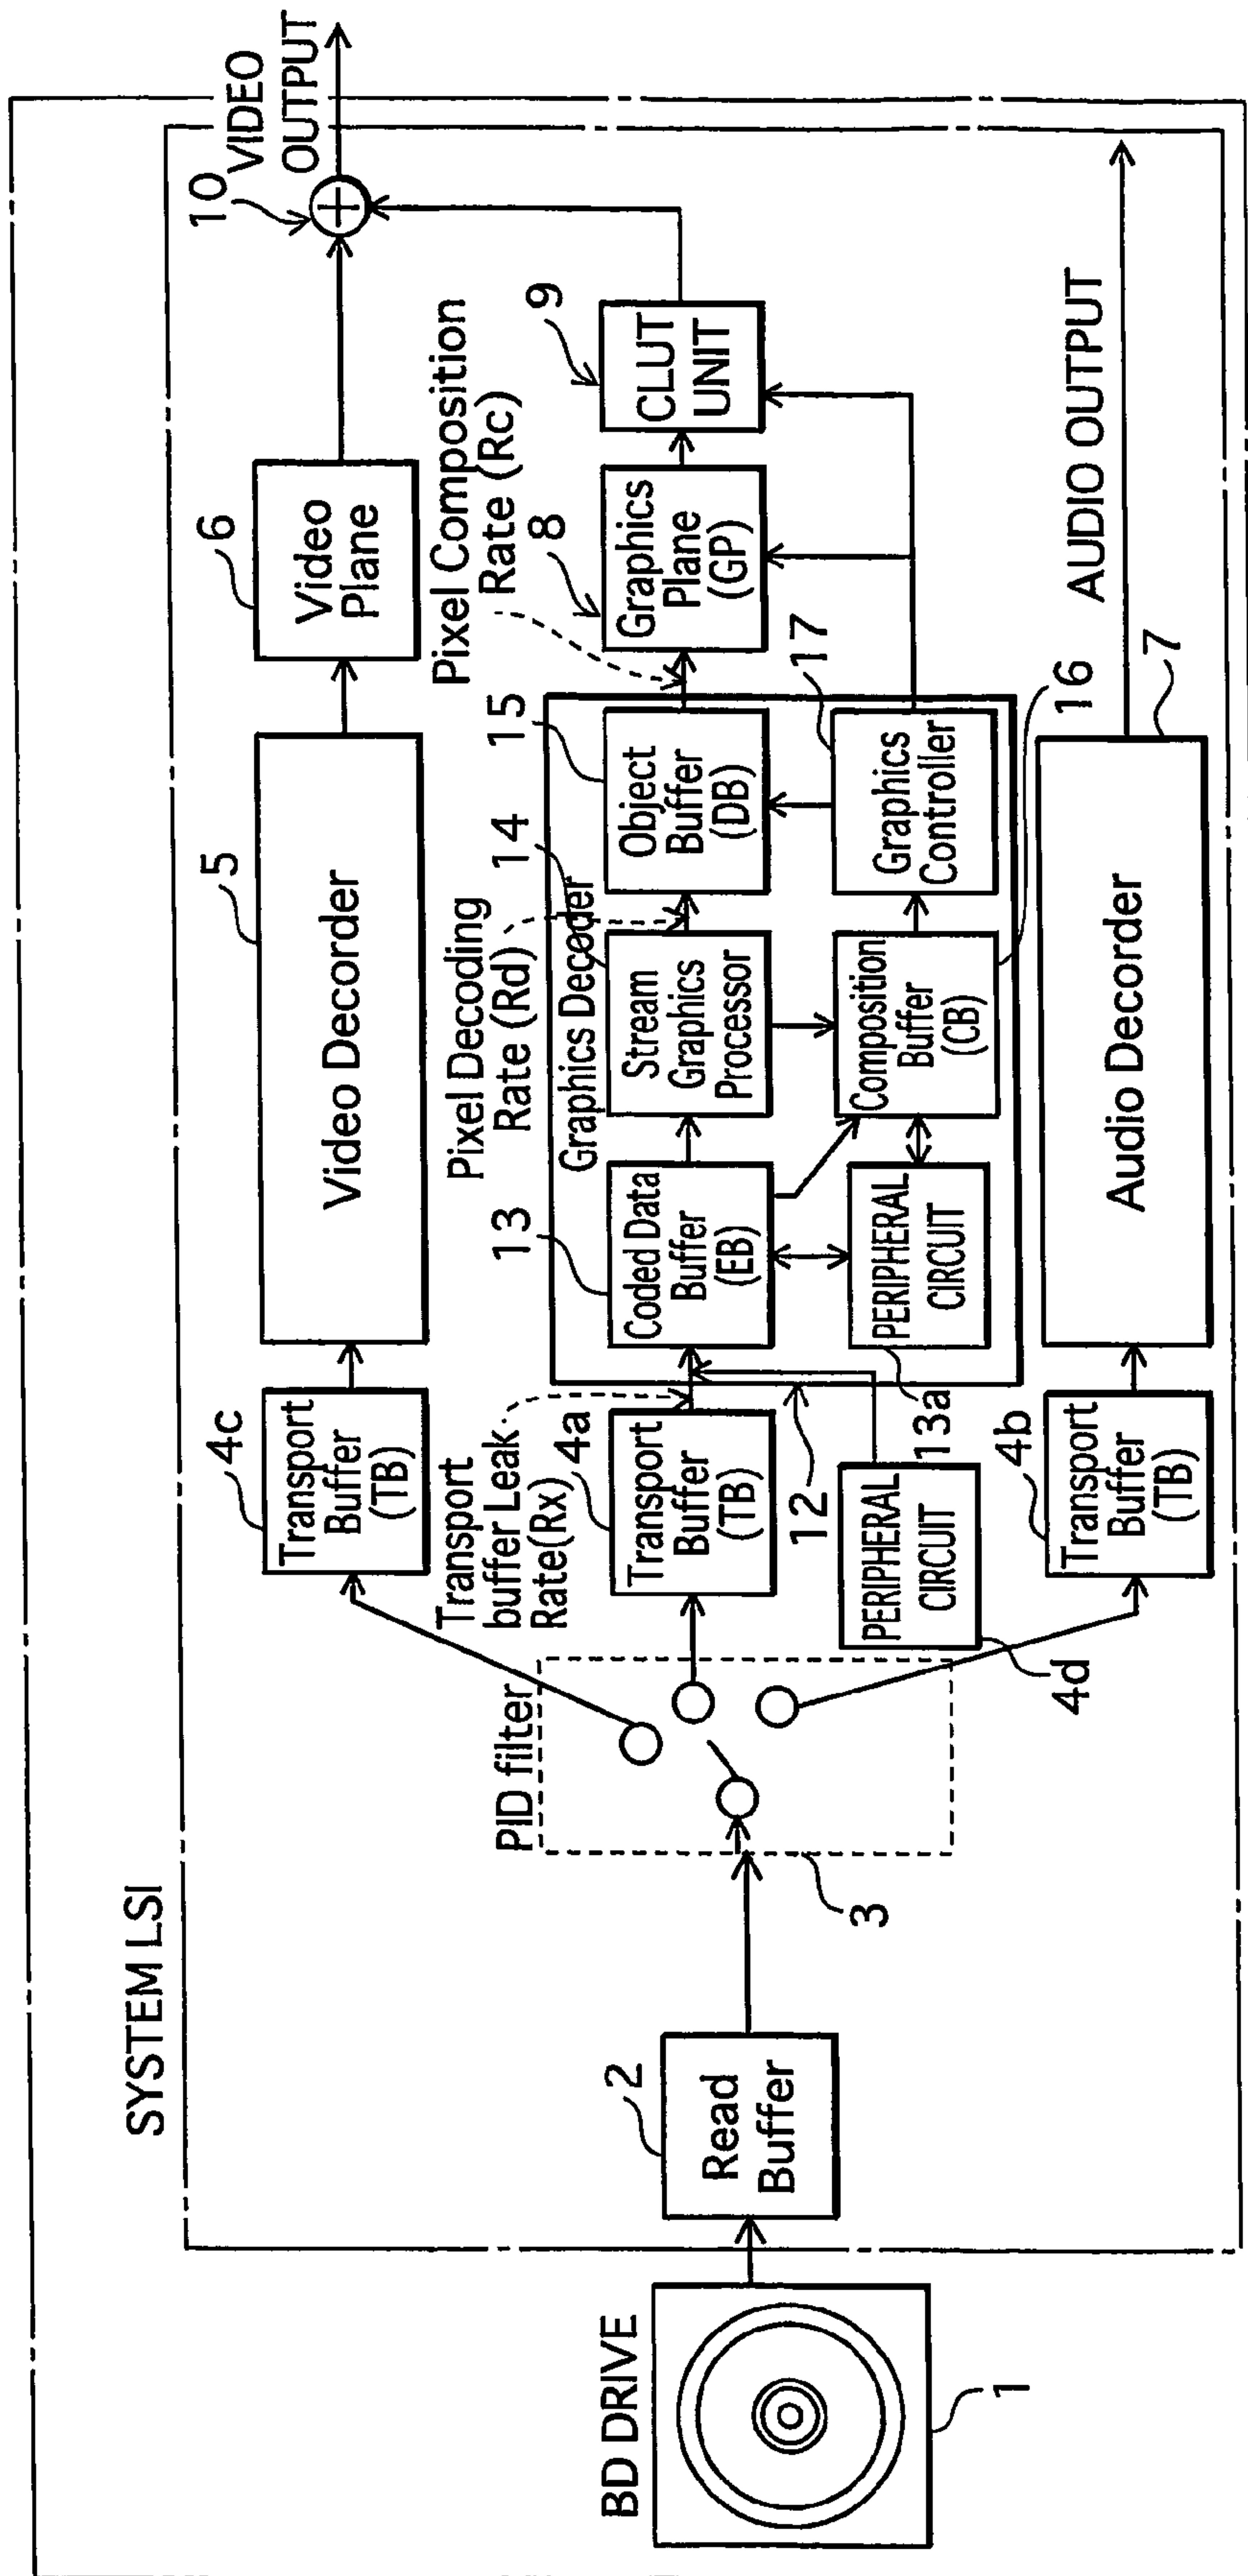 SYSTEM LSI
BD DRIVE
1
2
Read
Buffer
PID filter
3
4c
Transport
Buffer
(TB)
5
Video Decorder
6
Video
Plane
10
VIDEO
OUTPUT
Transport
buffer Leak
Rate(Rx)
4a
Transport
Buffer
(TB)
PERIPHERAL
CIRCUIT
4d
12
Pixel Decoding
Rate (Rd)
Graphics Decoder
13
Coded Data
Buffer
(EB)
PERIPHERAL
CIRCUIT
13a
14
Stream
Graphics
Processor
Composition
Buffer
(CB)
16
15
Object
Buffer
(DB)
17
Graphics
Controller
Pixel Composition
Rate (Rc)
8
Graphics
Plane
(GP)
9
CLUT
UNIT
4b
Transport
Buffer
(TB)
Audio Decorder
7
AUDIO OUTPUT